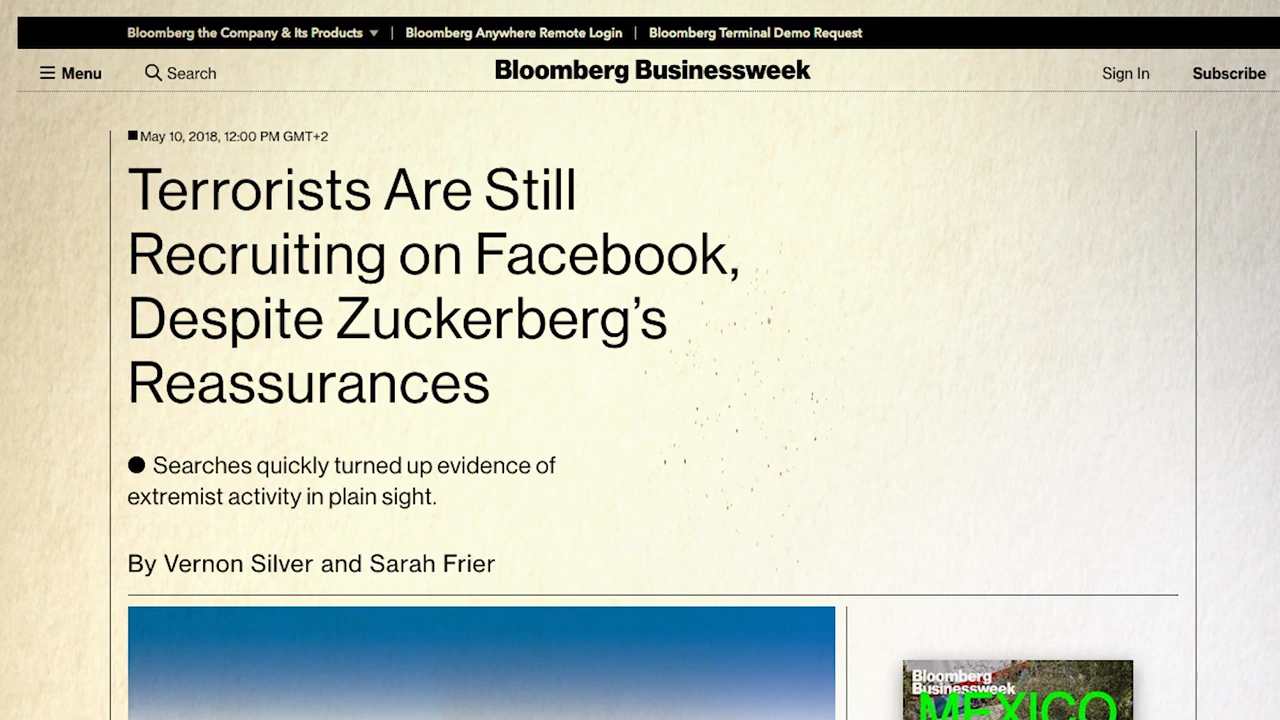 Bloomberg the Company & Its Products ▼ | Bloomberg Anywhere Remote Login | Bloomberg Terminal Demo Request
Menu Search Bloomberg Businessweek Sign In Subscribe
May 10, 2018, 12:00 PM GMT+2
Terrorists Are Still
Recruiting on Facebook,
Despite Zuckerberg’s
Reassurances
● Searches quickly turned up evidence of
extremist activity in plain sight.
By Vernon Silver and Sarah Frier
Bloomberg
Businessweek
MEXICO